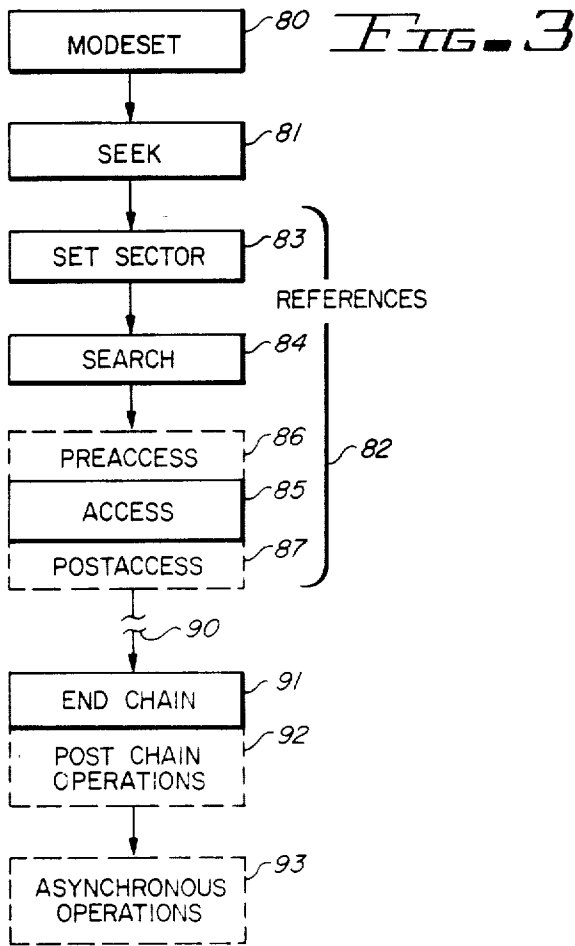 80
FIG. 3
MODESET
81
SEEK
83
SET SECTOR
REFERENCES
84
SEARCH
86
PREACCESS
82
85
ACCESS
87
POSTACCESS
90
91
END CHAIN
92
POST CHAIN
OPERATIONS
93
ASYNCHRONOUS
OPERATIONS